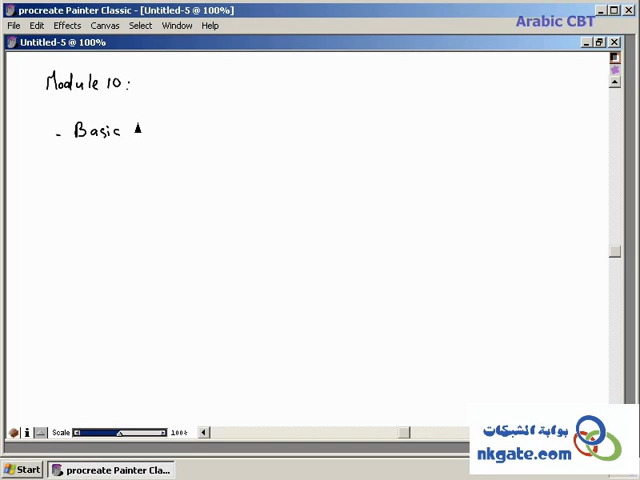 procreate Painter Classic - [Untitled-5 @ 100%]
Arabic CBT
File Edit Effects Canvas Select Window Help
Untitled-5 @ 100%
Module 10:
- Basic
Scale 100%
بوابة الشبكات
nkgate.com
Start procreate Painter Cla...